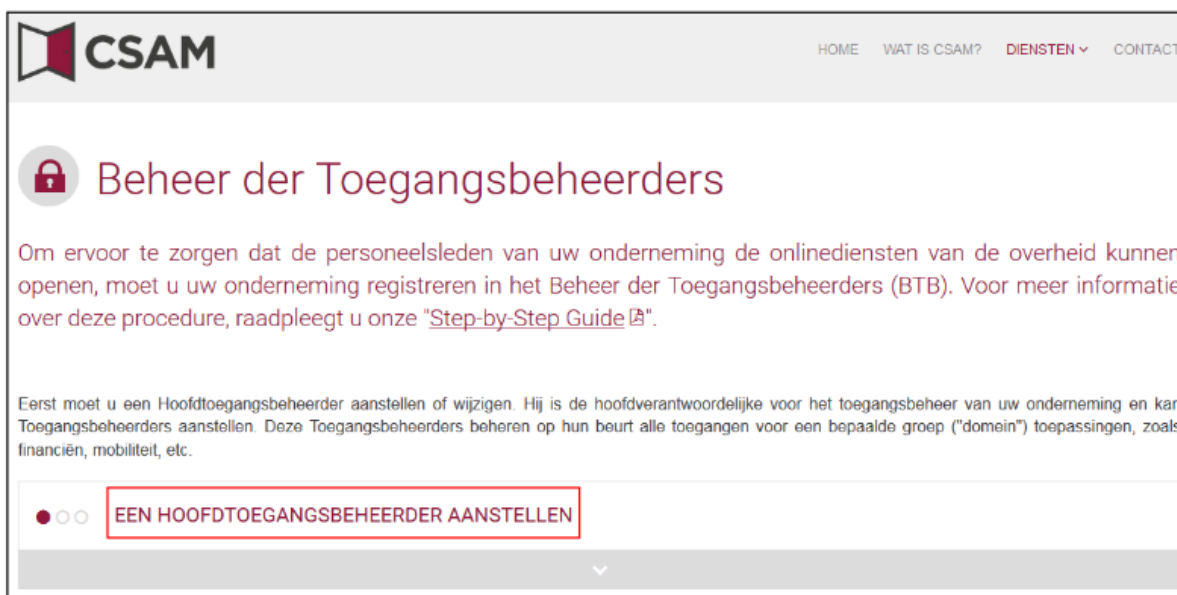 CSAM
HOME WAT IS CSAM? DIENSTEN CONTACT
Beheer der Toegangsbeheerders
Om ervoor te zorgen dat de personeelsleden van uw onderneming de onlinediensten van de overheid kunnen
openen, moet u uw onderneming registreren in het Beheer der Toegangsbeheerders (BTB). Voor meer informatie
over deze procedure, raadpleegt u onze "Step-by-Step Guide".
Eerst moet u een Hoofdtoegangsbeheerder aanstellen of wijzigen. Hij is de hoofdverantwoordelijke voor het toegangsbeheer van uw onderneming en kan
Toegangsbeheerders aanstellen. Deze Toegangsbeheerders beheren op hun beurt alle toegangen voor een bepaalde groep ("domein") toepassingen, zoals
financiën, mobiliteit, etc.
EEN HOOFDTOEGANGSBEHEERDER AANSTELLEN